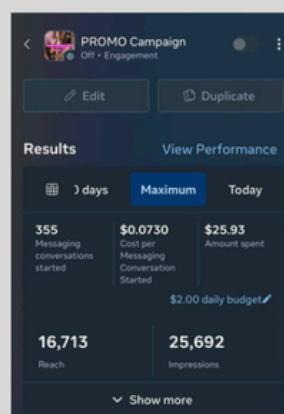 PROMO Campaign
Off • Engagement
Edit
Duplicate
Results
View Performance
0 days
Maximum
Today
355
Messaging
conversations
started
$0.0730
Cost per
Messaging
Conversation
Started
$25.93
Amount spent
$2.00 daily budget
16,713
Reach
25,692
Impressions
Show more